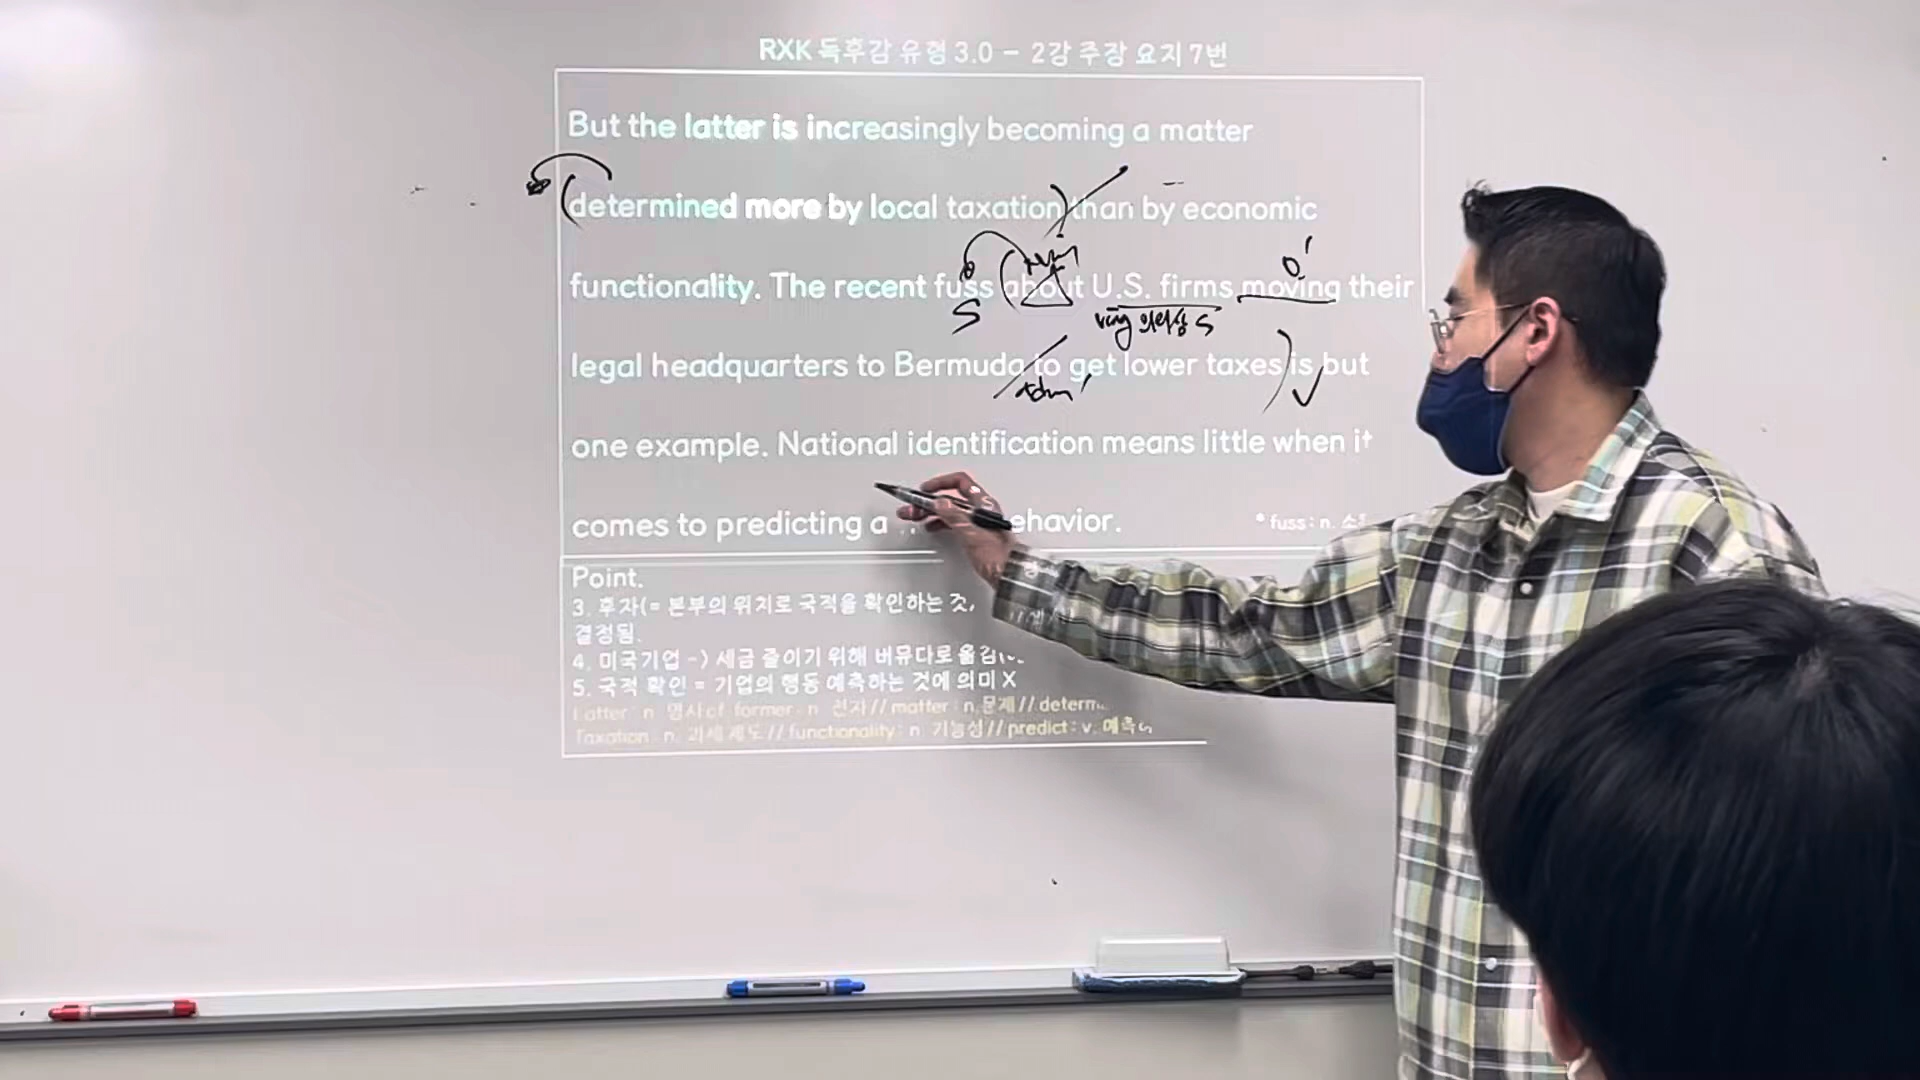 RXK 독후감 유형 3.0 - 2강 주장 요지 7번
But the latter is increasingly becoming a matter
determined more by local taxation than by economic
functionality. The recent fuss about U.S. firms moving their
O'
S
ving 의미상 S
legal headquarters to Bermuda to get lower taxes is but
V
one example. National identification means little when it
comes to predicting a behavior.
* fuss : n.
Point.
3. 후자(= 본부의 위치로 국적을 확인하는 것,
결정됨.
4. 미국기업 -> 세금 줄이기 위해 버뮤다로 옮김
5. 국적 확인 = 기업의 행동 예측하는 것에 의미 X
Latter : n. of former : n. 전자 // matter : n. 문제 //
Taxation : n. 과세제도 // functionality : n. 기능성 // predict : v.